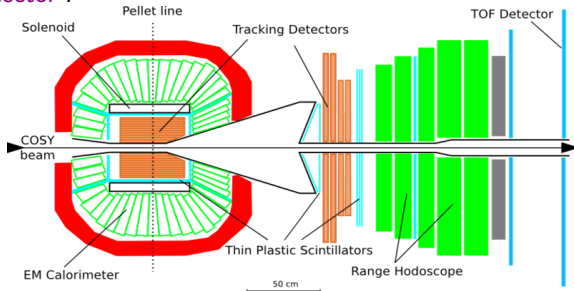 Pellet line
TOF Detector
Solenoid
Tracking Detectors
COSY
beam
Thin Plastic Scintillators
EM Calorimeter
Range Hodoscope
50 cm